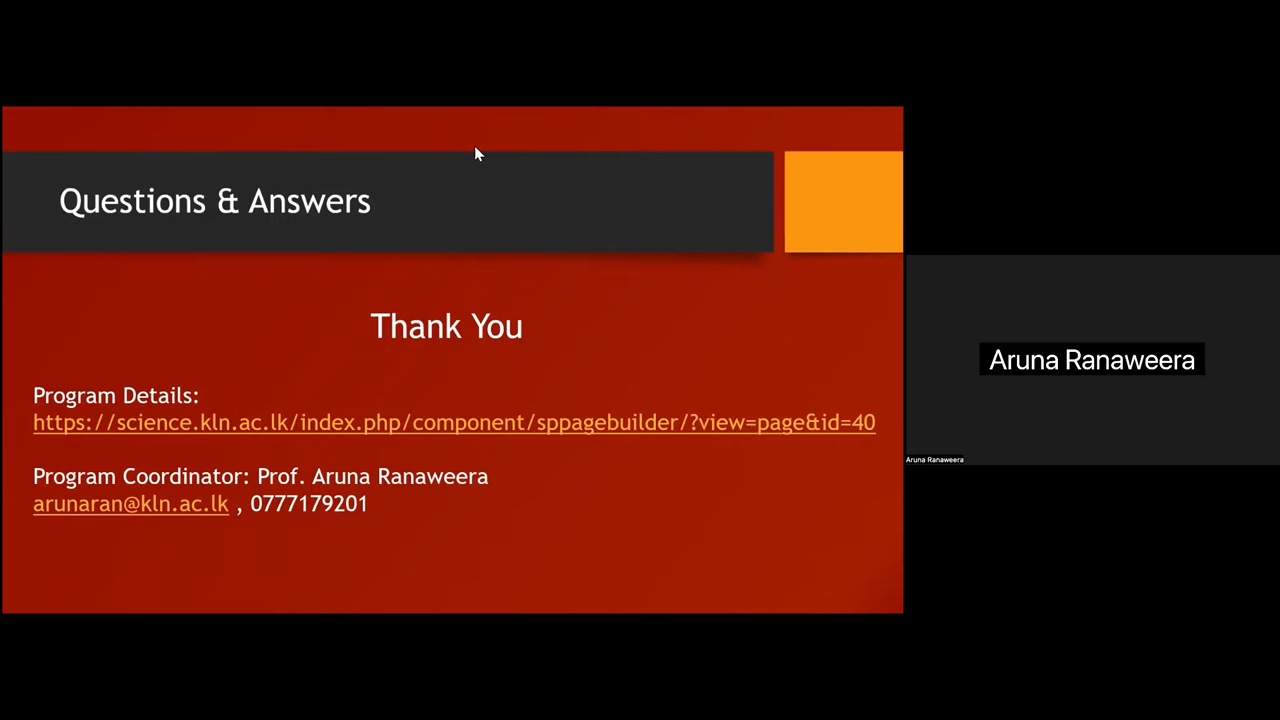 Questions & Answers
Thank You
Program Details:
https://science.kln.ac.lk/index.php/component/sppagebuilder/?view=page&id=40
Program Coordinator: Prof. Aruna Ranaweera
arunaran@kln.ac.lk , 0777179201
Aruna Ranaweera
Aruna Ranaweera